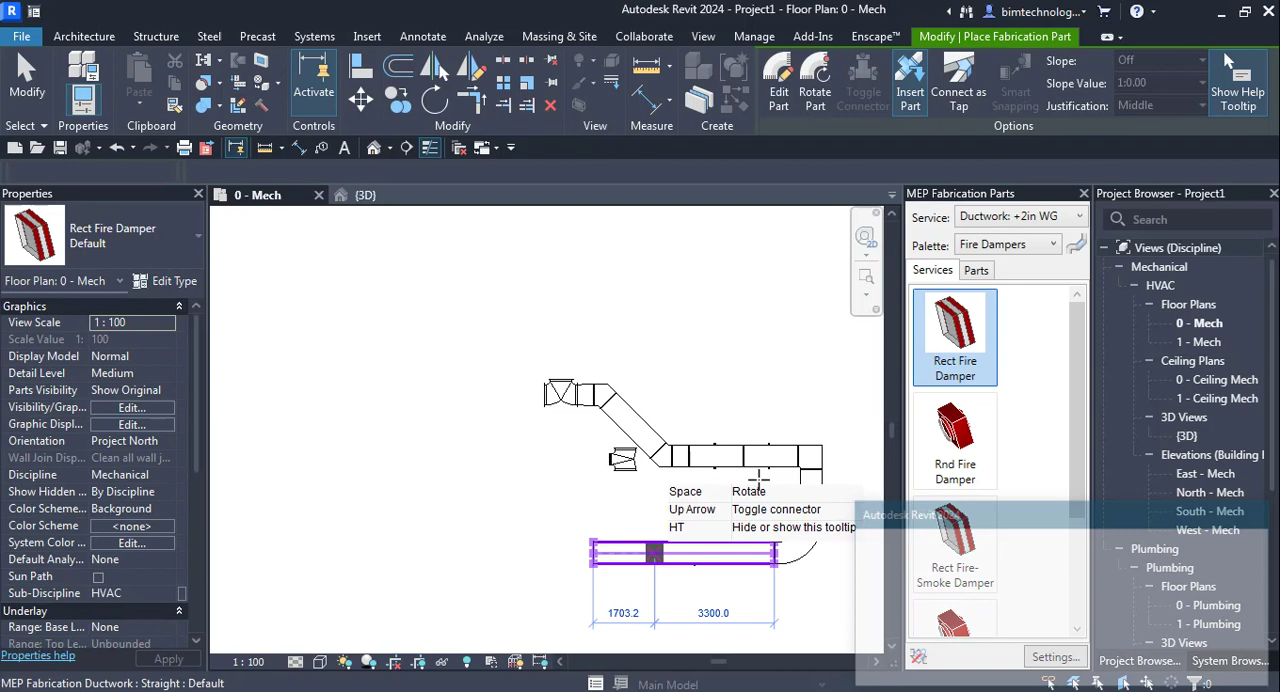 R
Autodesk Revit 2024 - Project1 - Floor Plan: 0 - Mech
bimtechnolog...
?
File
Architecture
Structure
Steel
Precast
Systems
Insert
Annotate
Analyze
Massing & Site
Collaborate
View
Manage
Add-Ins
Enscape™
Modify | Place Fabrication Part
Modify
Paste
Activate
Edit Part
Rotate Part
Toggle Connector
Insert Part
Connect as Tap
Smart Snapping
Slope: Off
Slope Value: 1:0.00
Justification: Middle
Show Help Tooltip
Select
Properties
Clipboard
Geometry
Controls
Modify
View
Measure
Create
Options
A
Properties
0 - Mech
{3D}
Rect Fire Damper
Default
Floor Plan: 0 - Mech
Edit Type
Graphics
View Scale 1 : 100
Scale Value 1: 100
Display Model Normal
Detail Level Medium
Parts Visibility Show Original
Visibility/Grap... Edit...
Graphic Displ... Edit...
Orientation Project North
Wall Join Disp... Clean all wall j...
Discipline Mechanical
Show Hidden ... By Discipline
Color Scheme... Background
Color Scheme <none>
System Color ... Edit...
Default Analy... None
Sun Path
Sub-Discipline HVAC
Underlay
Range: Base L... None
Range: Top Le... Unbounded
Properties help
Apply
2D
Space Rotate
Up Arrow Toggle connector
HT Hide or show this tooltip
1703.2
3300.0
1 : 100
MEP Fabrication Parts
Service: Ductwork: +2in WG
Palette: Fire Dampers
Services
Parts
Rect Fire Damper
Rnd Fire Damper
Autodesk Revit 2024
Rect Fire-Smoke Damper
Settings...
Project Browser - Project1
Search
Views (Discipline)
Mechanical
HVAC
Floor Plans
0 - Mech
1 - Mech
Ceiling Plans
0 - Ceiling Mech
1 - Ceiling Mech
3D Views
{3D}
Elevations (Building
East - Mech
North - Mech
South - Mech
West - Mech
Plumbing
Plumbing
Floor Plans
0 - Plumbing
1 - Plumbing
3D Views
Project Browse...
System Brows...
MEP Fabrication Ductwork : Straight : Default
Main Model
:0